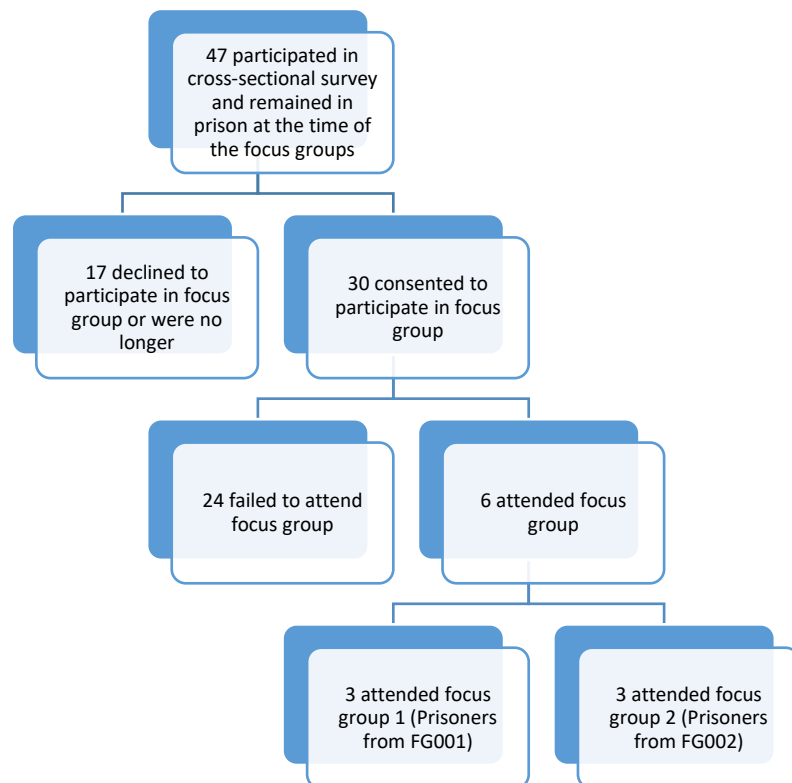 47 participated in
cross-sectional survey
and remained in
prison at the time of
the focus groups
17 declined to
participate in focus
group or were no
longer
30 consented to
participate in focus
group
24 failed to attend
focus group
6 attended focus
group
3 attended focus
group 1 (Prisoners
from FG001)
3 attended focus
group 2 (Prisoners
from FG002)